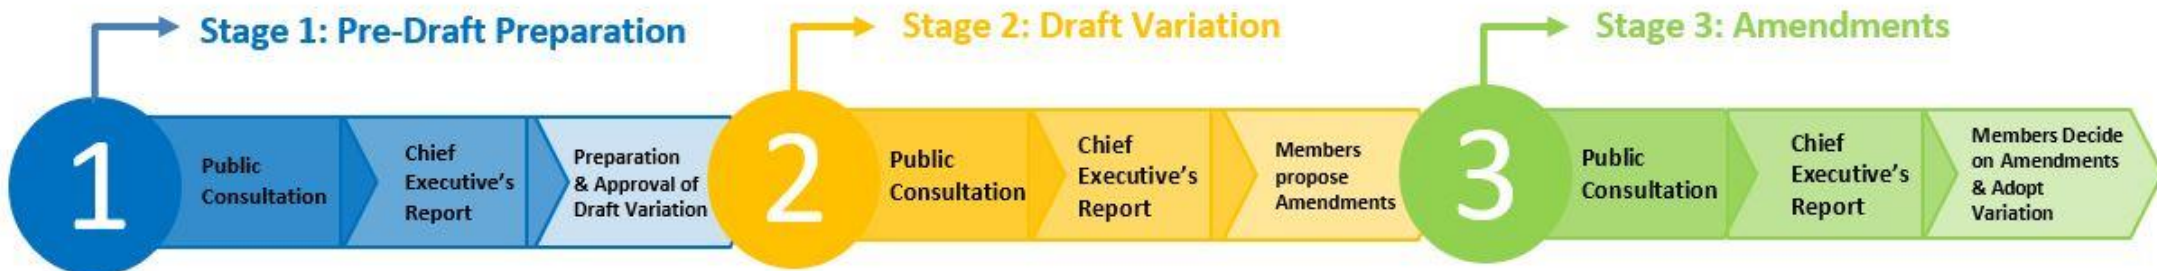 Stage 1: Pre-Draft Preparation
1
Public
Consultation
Chief
Executive's
Report
Preparation
& Approval of
Draft Variation
Stage 2: Draft Variation
2
Public
Consultation
Chief
Executive's
Report
Members
propose
Amendments
Stage 3: Amendments
3
Public
Consultation
Chief
Executive's
Report
Members Decide
on Amendments
& Adopt
Variation